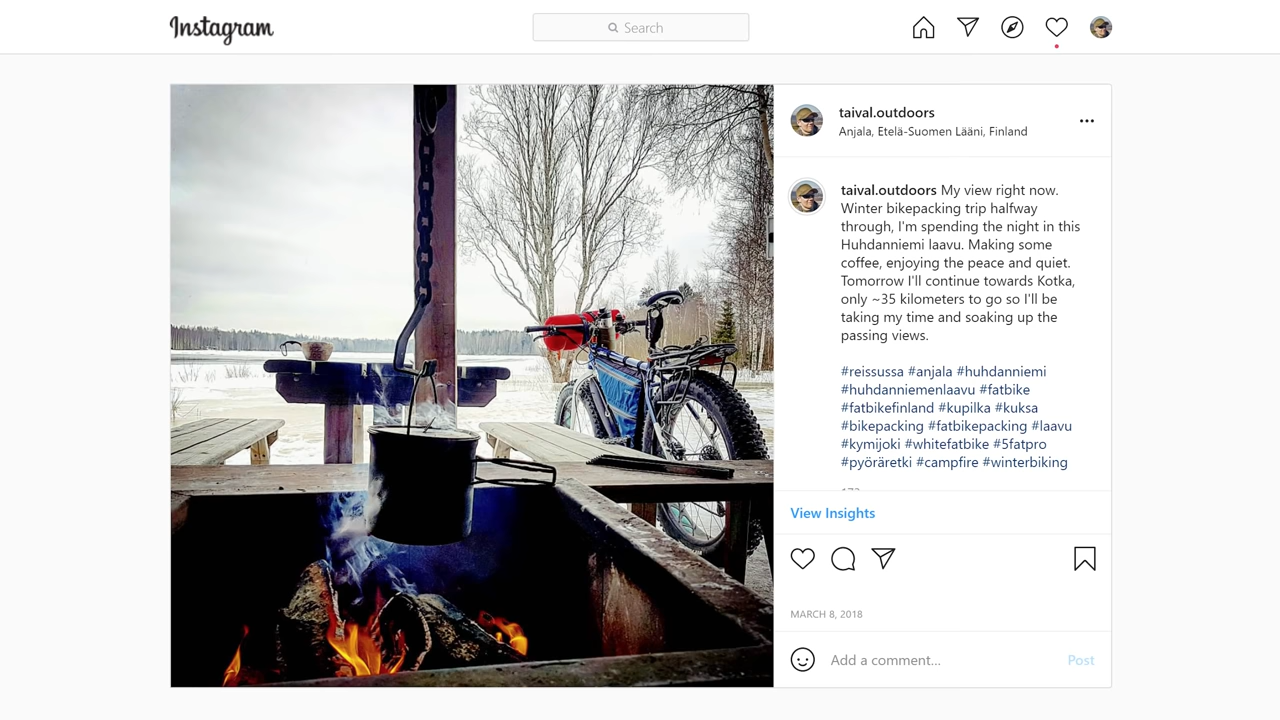 Instagram
Search
taival.outdoors
Anjala, Etelä-Suomen Lääni, Finland
taival.outdoors My view right now.
Winter bikepacking trip halfway
through, I'm spending the night in this
Huhdanniemi laavu. Making some
coffee, enjoying the peace and quiet.
Tomorrow I'll continue towards Kotka,
only ~35 kilometers to go so I'll be
taking my time and soaking up the
passing views.
#reissussa #anjala #huhdanniemi
#huhdanniemenlaavu #fatbike
#fatbikefinland #kupilka #kuksa
#bikepacking #fatbikepacking #laavu
#kymijoki #whitefatbike #5fatpro
#pyöräretki #campfire #winterbiking
View Insights
MARCH 8, 2018
Add a comment...
Post